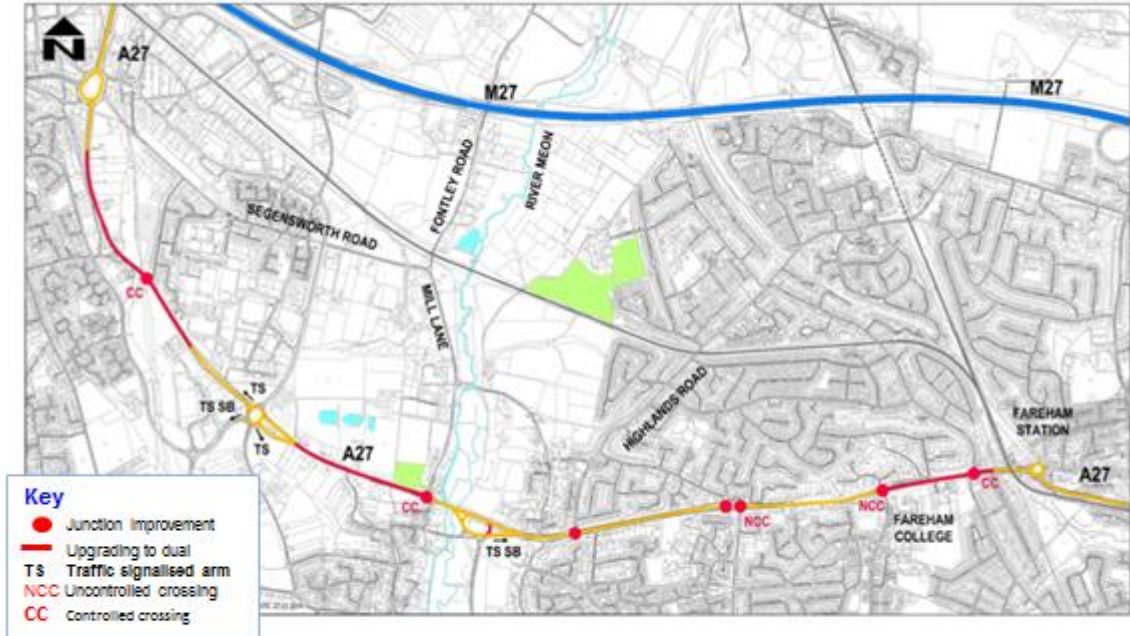 N
A27
M27
M27
FONTLEY ROAD
RIVER MEON
SEGENSWORTH ROAD
CC
MILL LANE
HIGHLANDS ROAD
TS
TS SB
TS
A27
FAREHAM
STATION
A27
CC
CC
NCC
NCC
FAREHAM
COLLEGE
TS SB
Key
Junction Improvement
Upgrading to dual
TS Traffic signalised arm
NCC Uncontrolled crossing
CC Controlled crossing